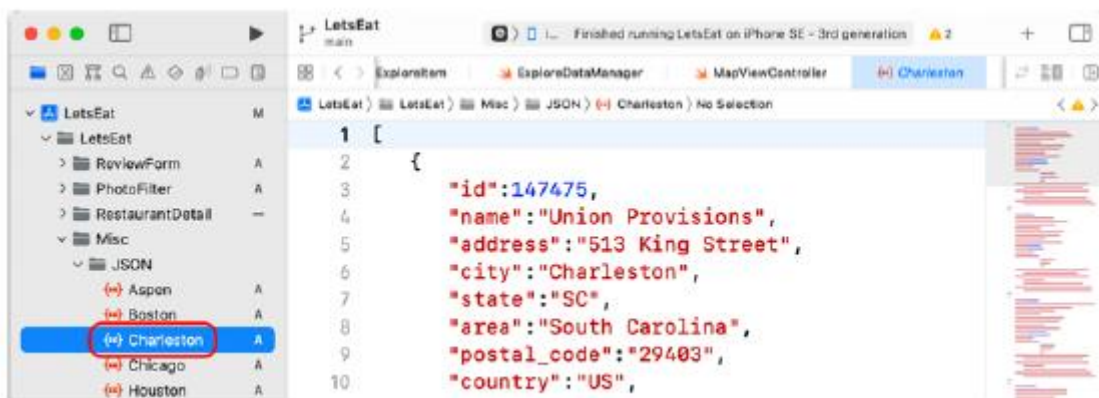 LetsEat
main
Finished running LetsEat on iPhone SE - 3rd generation
2
ExploreItem
ExploreDataManager
MapViewController
Charleston
LetsEat
LetsEat
Misc
JSON
Charleston
No Selection
LetsEat M
LetsEat
ReviewForm A
PhotoFilter A
RestaurantDetail
Misc
JSON
Aspen A
Boston A
Charleston A
Chicago A
Houston A
1 [
2 {
3 "id":147475,
4 "name":"Union Provisions",
5 "address":"513 King Street",
6 "city":"Charleston",
7 "state":"SC",
8 "area":"South Carolina",
9 "postal_code":"29403",
10 "country":"US",